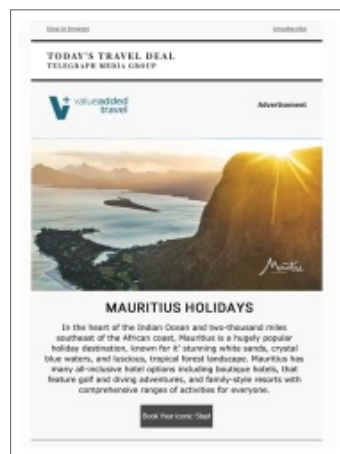 View in browser
Unsubscribe
TODAY'S TRAVEL DEAL
TELEGRAPH MEDIA GROUP
valueadded
travel
Advertisement
Mauritius
MAURITIUS HOLIDAYS
In the heart of the Indian Ocean and two-thousand miles
southeast of the African coast, Mauritius is a hugely popular
holiday destination, known for it' stunning white sands, crystal
blue waters, and luscious, tropical forest landscape. Mauritius has
many all-inclusive hotel options including boutique hotels, that
feature golf and diving adventures, and family-style resorts with
comprehensive ranges of activities for everyone.
Book Your Iconic Stay!